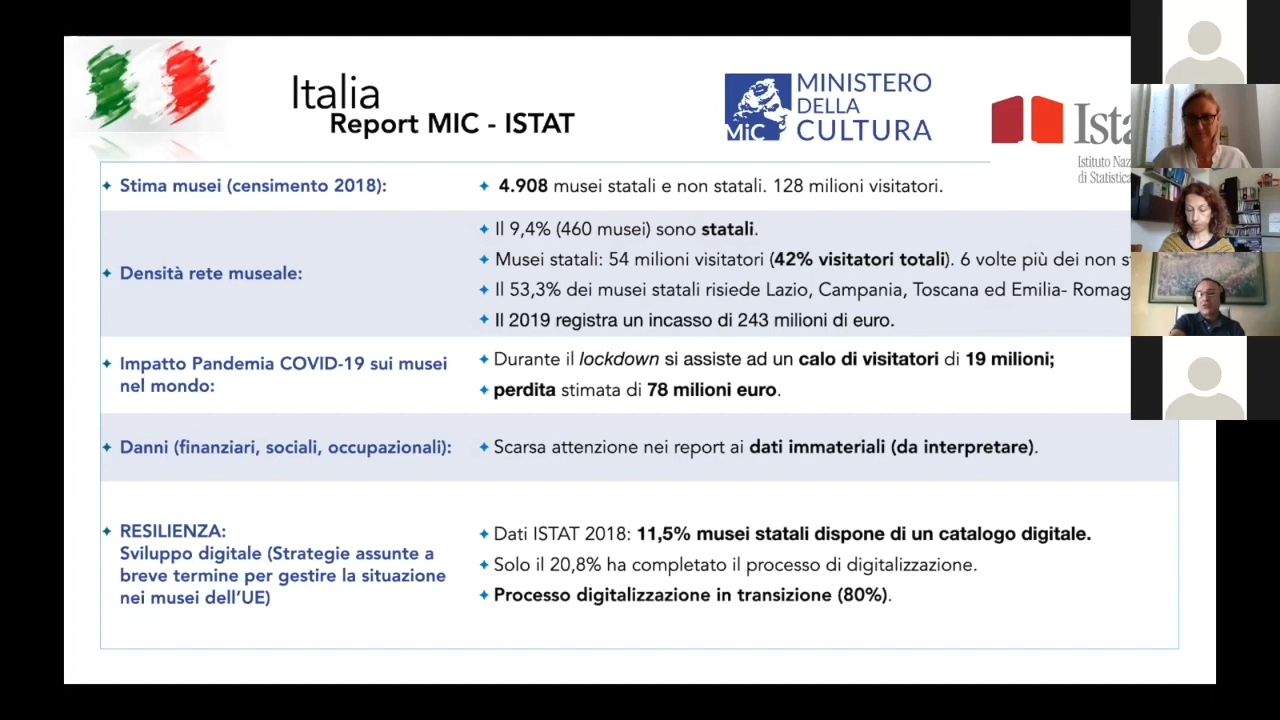 Italia
Report MIC - ISTAT
MiC
MINISTERO
DELLA
CULTURA
Istituto
di
Stima musei (censimento 2018):
4.908 musei statali e non statali. 128 milioni visitatori.
Densità rete museale:
Il 9,4% (460 musei) sono statali.
Musei statali: 54 milioni visitatori (42% visitatori totali). 6 volte più dei non
Il 53,3% dei musei statali risiede Lazio, Campania, Toscana ed Emilia-
Il 2019 registra un incasso di 243 milioni di euro.
Impatto Pandemia COVID-19 sui musei
nel mondo:
Durante il lockdown si assiste ad un calo di visitatori di 19 milioni;
perdita stimata di 78 milioni euro.
Danni (finanziari, sociali, occupazionali):
Scarsa attenzione nei report ai dati immateriali (da interpretare).
RESILIENZA:
Sviluppo digitale (Strategie assunte a
breve termine per gestire la situazione
nei musei dell'UE)
Dati ISTAT 2018: 11,5% musei statali dispone di un catalogo digitale.
Solo il 20,8% ha completato il processo di digitalizzazione.
Processo digitalizzazione in transizione (80%).